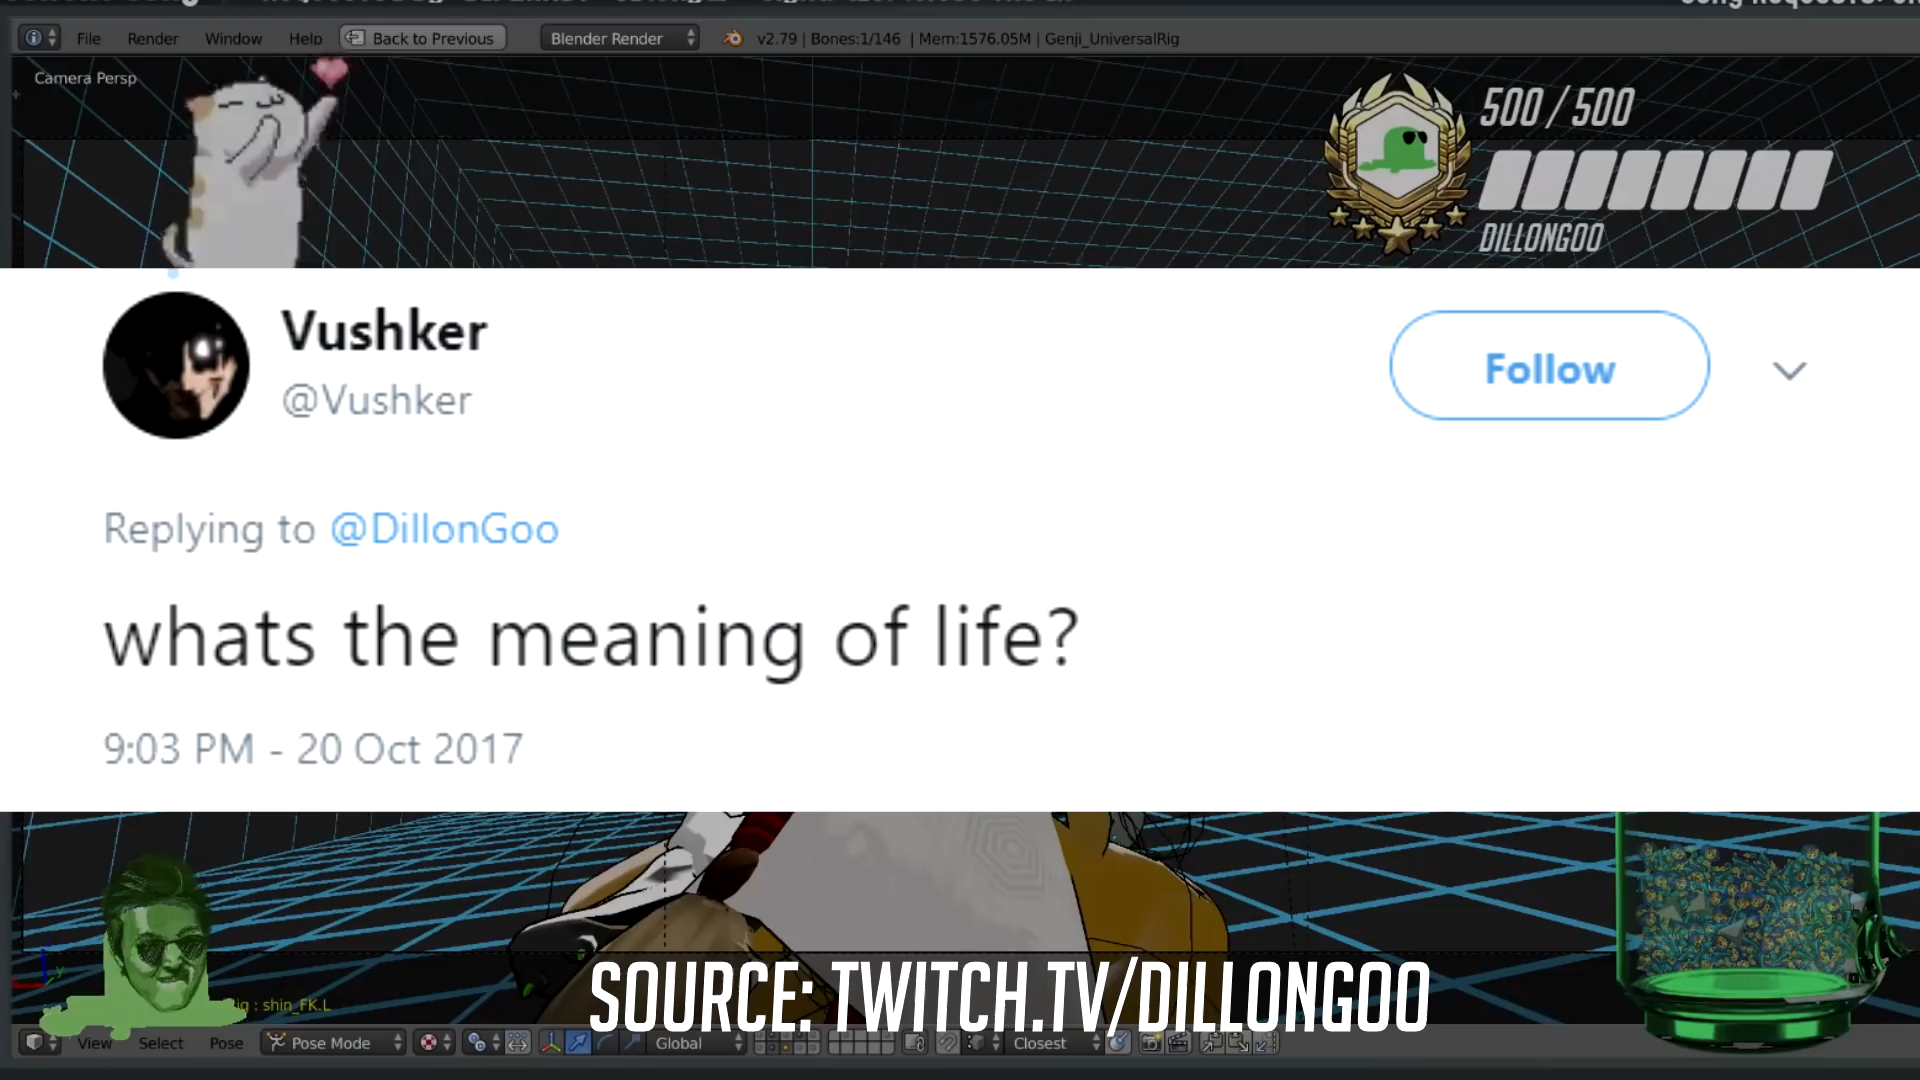 File Render Window Help Back to Previous Blender Render v2.79 | Bones:1/146 | Mem:1576.05M | Genji_UniversalRig
Camera Persp
500 / 500
DILLONGOO
Vushker
@Vushker
Follow
Replying to @DillonGoo
whats the meaning of life?
9:03 PM - 20 Oct 2017
: shin_FK.L
SOURCE: TWITCH.TV/DILLONGOO
View Select Pose Pose Mode Global Closest